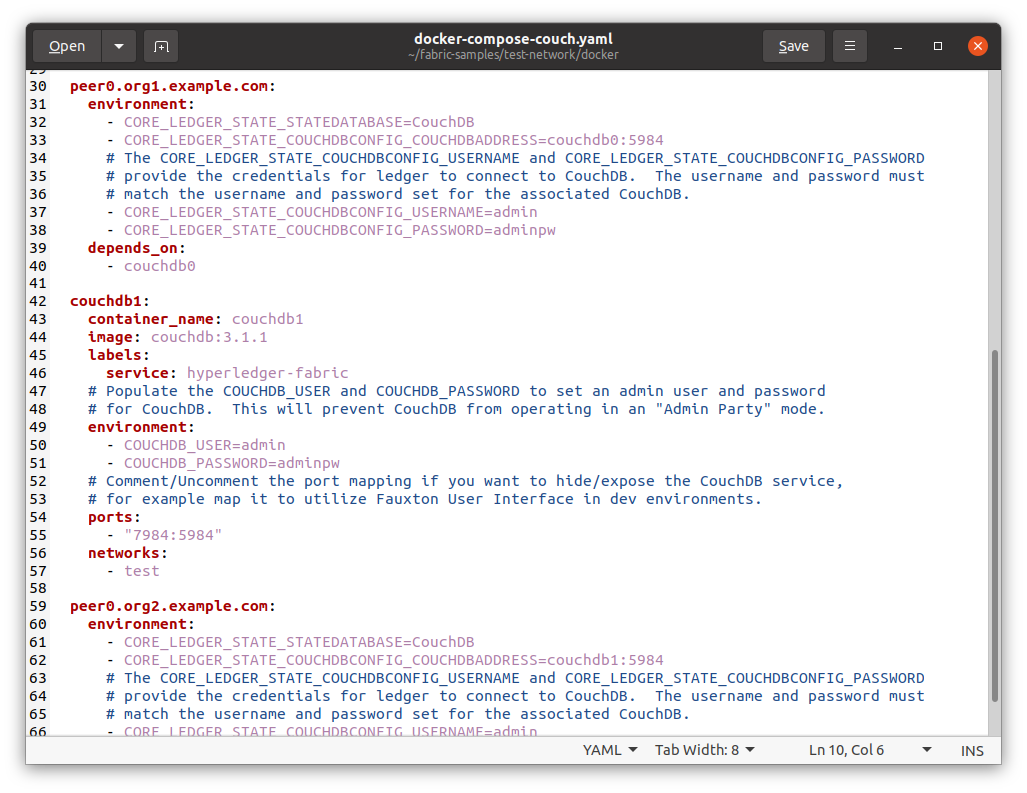 Open
docker-compose-couch.yaml
~/fabric-samples/test-network/docker
Save
29
30 peer0.org1.example.com:
31 environment:
32 - CORE_LEDGER_STATE_STATEDATABASE=CouchDB
33 - CORE_LEDGER_STATE_COUCHDBCONFIG_COUCHDBADDRESS=couchdb0:5984
34 # The CORE_LEDGER_STATE_COUCHDBCONFIG_USERNAME and CORE_LEDGER_STATE_COUCHDBCONFIG_PASSWORD
35 # provide the credentials for ledger to connect to CouchDB.  The username and password must
36 # match the username and password set for the associated CouchDB.
37 - CORE_LEDGER_STATE_COUCHDBCONFIG_USERNAME=admin
38 - CORE_LEDGER_STATE_COUCHDBCONFIG_PASSWORD=adminpw
39 depends_on:
40 - couchdb0
41
42 couchdb1:
43 container_name: couchdb1
44 image: couchdb:3.1.1
45 labels:
46 service: hyperledger-fabric
47 # Populate the COUCHDB_USER and COUCHDB_PASSWORD to set an admin user and password
48 # for CouchDB.  This will prevent CouchDB from operating in an "Admin Party" mode.
49 environment:
50 - COUCHDB_USER=admin
51 - COUCHDB_PASSWORD=adminpw
52 # Comment/Uncomment the port mapping if you want to hide/expose the CouchDB service,
53 # for example map it to utilize Fauxton User Interface in dev environments.
54 ports:
55 - "7984:5984"
56 networks:
57 - test
58
59 peer0.org2.example.com:
60 environment:
61 - CORE_LEDGER_STATE_STATEDATABASE=CouchDB
62 - CORE_LEDGER_STATE_COUCHDBCONFIG_COUCHDBADDRESS=couchdb1:5984
63 # The CORE_LEDGER_STATE_COUCHDBCONFIG_USERNAME and CORE_LEDGER_STATE_COUCHDBCONFIG_PASSWORD
64 # provide the credentials for ledger to connect to CouchDB.  The username and password must
65 # match the username and password set for the associated CouchDB.
66 - CORE_LEDGER_STATE_COUCHDBCONFIG_USERNAME=admin
YAML Tab Width: 8 Ln 10, Col 6 INS